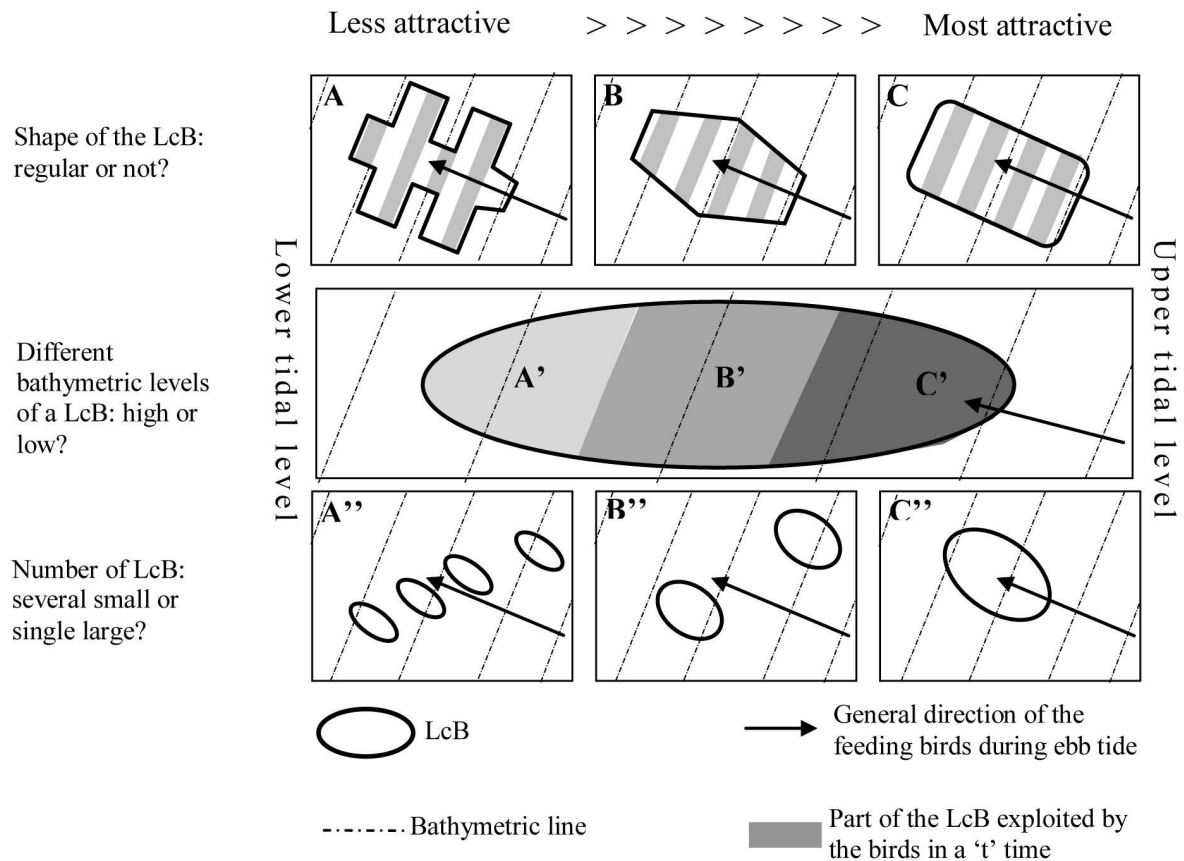 Less attractive > > > > > > > > Most attractive
Shape of the LcB:
regular or not?
A
B
C
Lower tidal level
Upper tidal level
Different
bathymetric levels
of a LcB: high or
low?
A’
B’
C’
Number of LcB:
several small or
single large?
A’’
B’’
C’’
LcB
General direction of the
feeding birds during ebb tide
Bathymetric line
Part of the LcB exploited by
the birds in a ‘t’ time